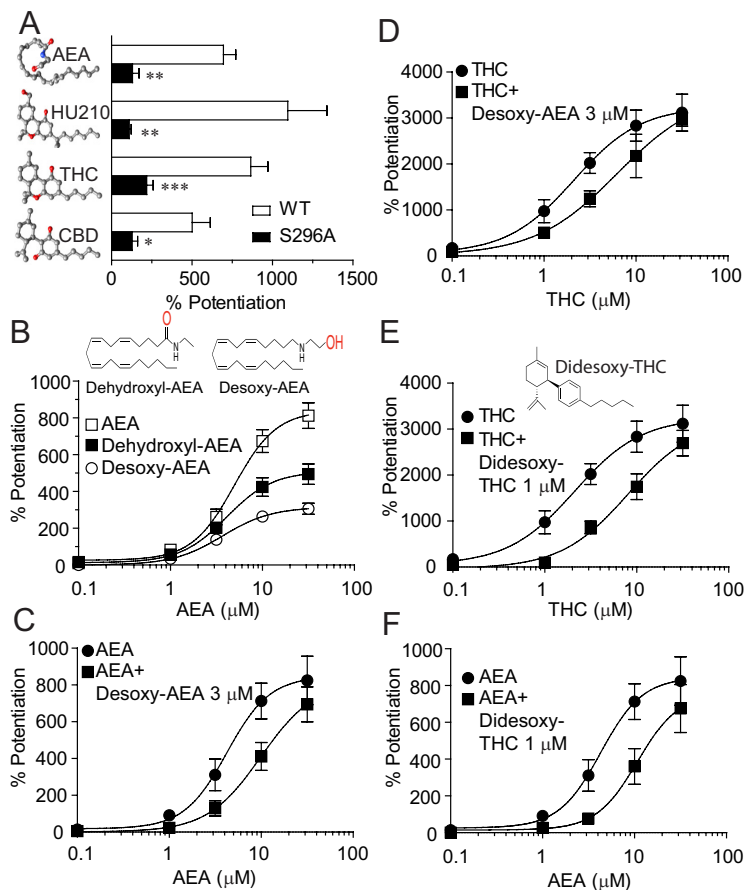 A
AEA
**
HU210
**
THC
***
WT
CBD
*
S296A
0 500 1000 1500
% Potentiation
B
O
N
H
N
H
OH
Dehydroxyl-AEA Desoxy-AEA
AEA
Dehydroxyl-AEA
Desoxy-AEA
% Potentiation
1000
800
600
400
200
0
0.1 1 10 100
AEA (μM)
C
AEA
AEA+
Desoxy-AEA 3 μM
% Potentiation
1000
800
600
400
200
0
0.1 1 10 100
AEA (μM)
D
THC
THC+
Desoxy-AEA 3 μM
% Potentiation
4000
3000
2000
1000
0
0.1 1 10 100
THC (μM)
E
Didesoxy-THC
THC
THC+
Didesoxy-
THC 1 μM
% Potentiation
4000
3000
2000
1000
0
0.1 1 10 100
THC (μM)
F
AEA
AEA+
Didesoxy-
THC 1 μM
% Potentiation
1000
800
600
400
200
0
0.1 1 10 100
AEA (μM)